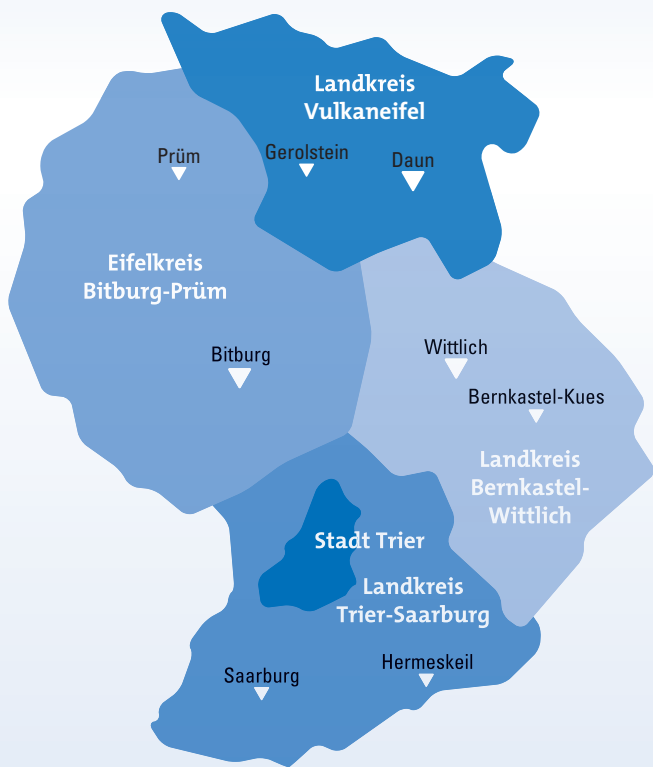 Landkreis
Vulkaneifel
Prüm
Gerolstein
Daun
Eifelkreis
Bitburg-Prüm
Bitburg
Wittlich
Bernkastel-Kues
Landkreis
Bernkastel-
Wittlich
Stadt Trier
Landkreis
Trier-Saarburg
Hermeskeil
Saarburg